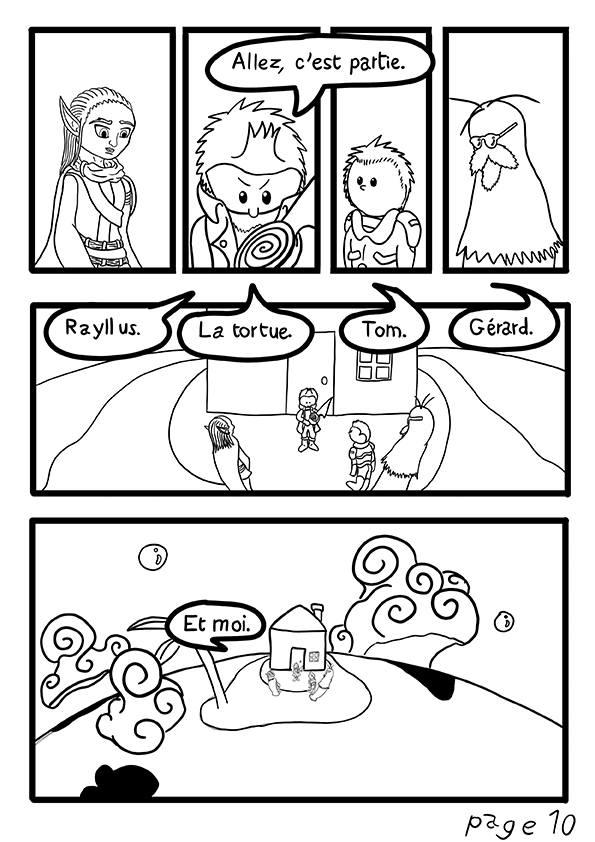 Allez, c'est partie.
Rayllus.
La tortue.
Tom.
Gérard.
Et moi.
page 10